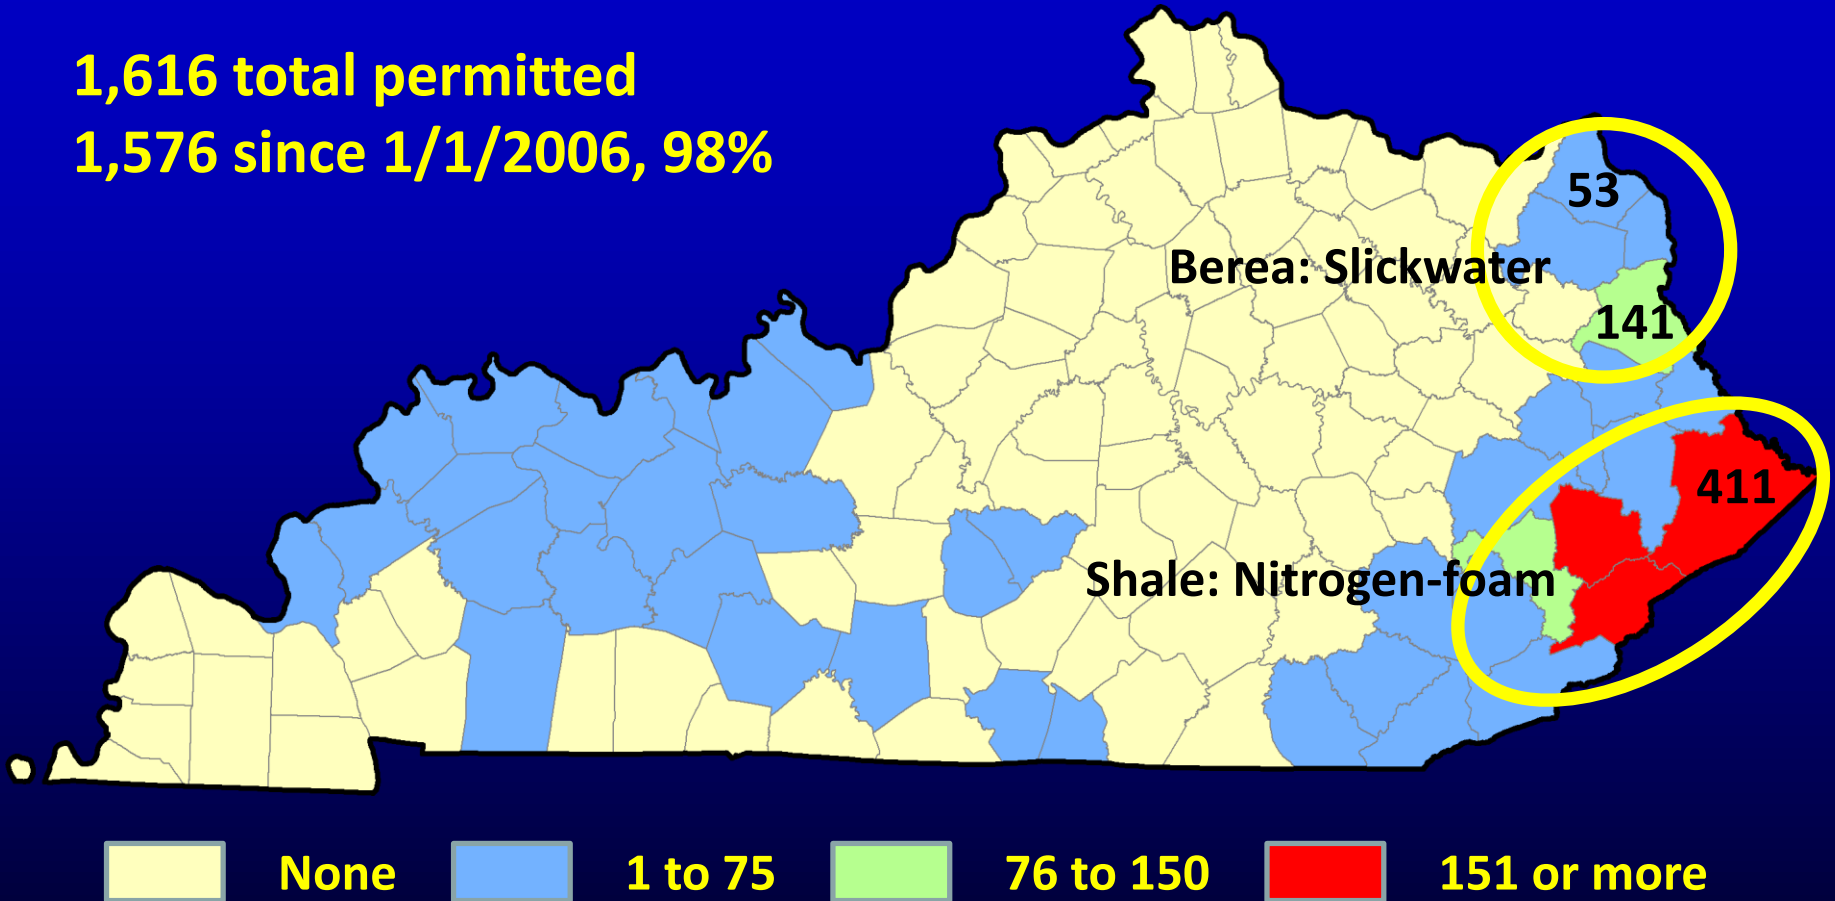 1,616 total permitted
1,576 since 1/1/2006, 98%
53
Berea: Slickwater
141
411
Shale: Nitrogen-foam
None
1 to 75
76 to 150
151 or more